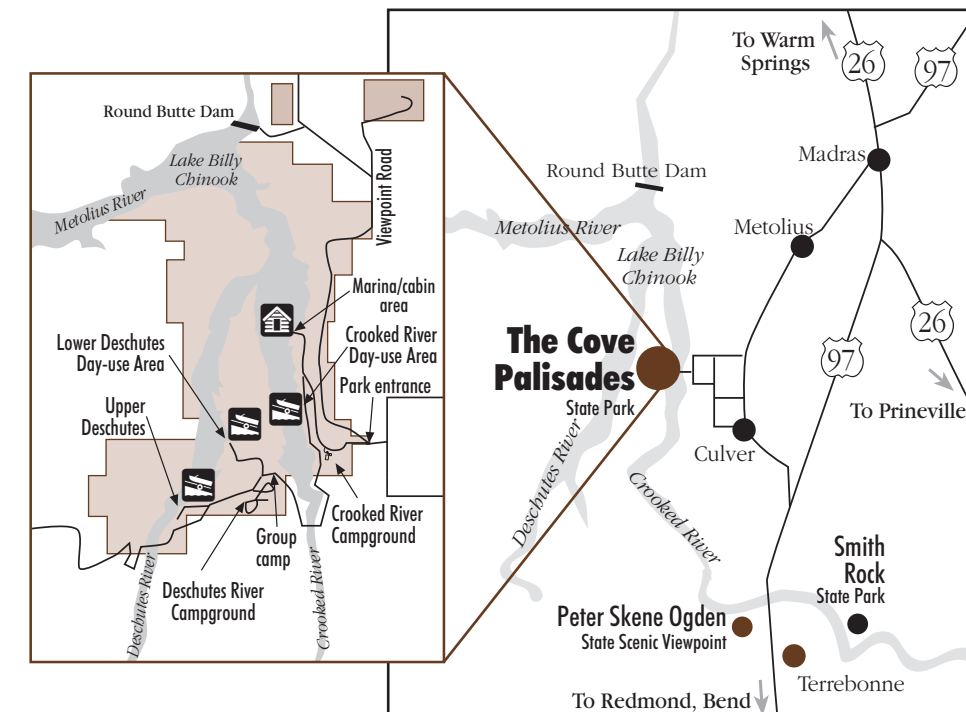 Round Butte Dam
Lake Billy
Chinook
Metolius River
Viewpoint Road
Marina/cabin
area
Lower Deschutes
Day-use Area
Crooked River
Day-use Area
Park entrance
Upper
Deschutes
Crooked River
Campground
Group
camp
Deschutes River
Campground
Deschutes River
Crooked River
To Warm
Springs
26
97
Madras
Round Butte Dam
Metolius River
Metolius
Lake Billy
Chinook
The Cove
Palisades
State Park
26
97
To Prineville
Culver
Deschutes River
Crooked River
Smith
Rock
State Park
Peter Skene Ogden
State Scenic Viewpoint
Terrebonne
To Redmond, Bend